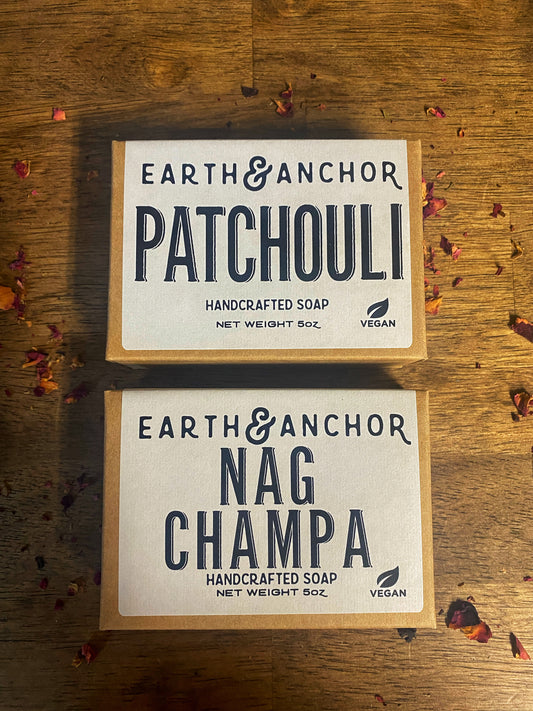 EARTH & ANCHOR
PATCHOULI
HANDCRAFTED SOAP
NET WEIGHT 5oz
VEGAN
EARTH & ANCHOR
NAG
CHAMPA
HANDCRAFTED SOAP
NET WEIGHT 5oz
VEGAN